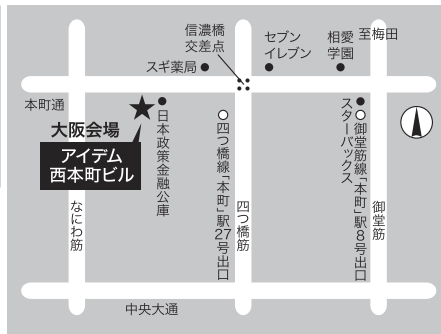 信濃橋
交差点
セブン
イレブン
相愛
学園
至梅田
スギ薬局
本町通
大阪会場
アイデム
西本町ビル
日本政策金融公庫
四つ橋線「本町」駅27号出口
スターバックス
御堂筋線「本町」駅8号出口
なにわ筋
四つ橋筋
御堂筋
中央大通